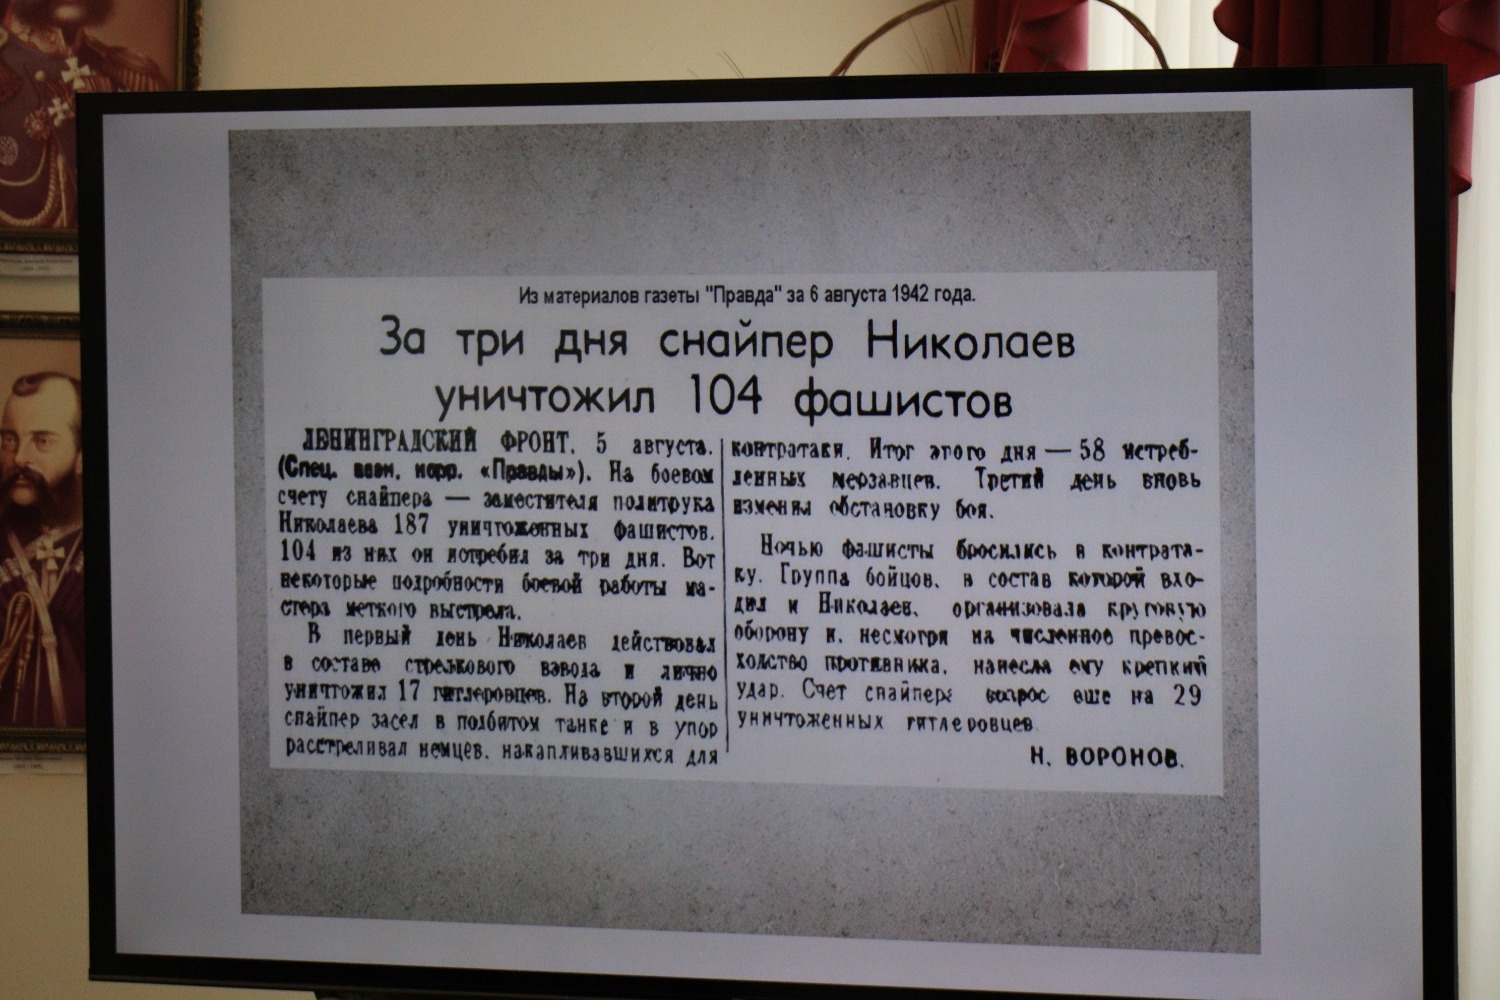 Из материалов газеты "Правда" за 6 августа 1942 года.
За три дня снайпер Николаев
уничтожил 104 фашистов
ЛЕНИНГРАДСКИЙ ФРОНТ, 5 августа.
(Спец. воен. корр. «Правды»). На боевом
счету снайпера — заместителя политрука
Николаева 187 уничтоженных фашистов.
104 из них он истребил за три дня. Вот
некоторые подробности боевой работы ма-
стера меткого выстрела.
В первый день Николаев действовал
в составе стрелкового взвода и лично
уничтожил 17 гитлеровцев. На второй день
снайпер засел в подбитом танке и в упор
расстреливал немцев, накапливавшихся для
контратаки. Итог этого дня — 58 истреб-
ленных мерзавцев. Третий день вновь
изменил обстановку боя.
Ночью фашисты бросились в контрата-
ку. Группа бойцов, в состав которой вхо-
дил и Николаев, организовала круговую
оборону и, несмотря на численное превос-
ходство противника, нанесла ему крепкий
удар. Счет снайпера возрос еще на 29
уничтоженных гитлеровцев.
Н. ВОРОНОВ.